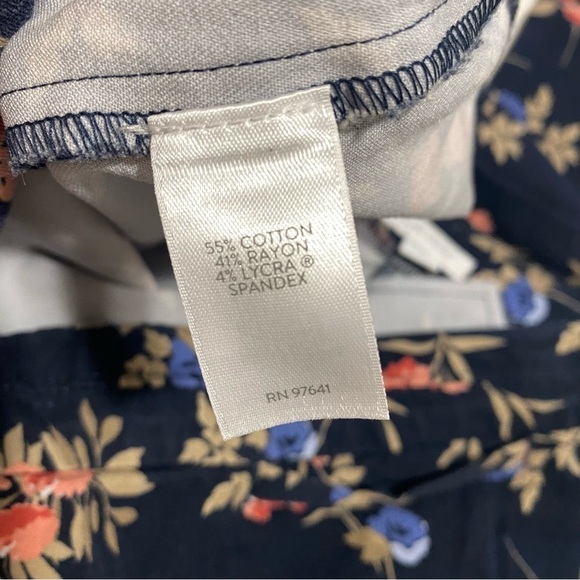 55% COTTON
41% RAYON
4% LYCRA®
SPANDEX
RN 97641